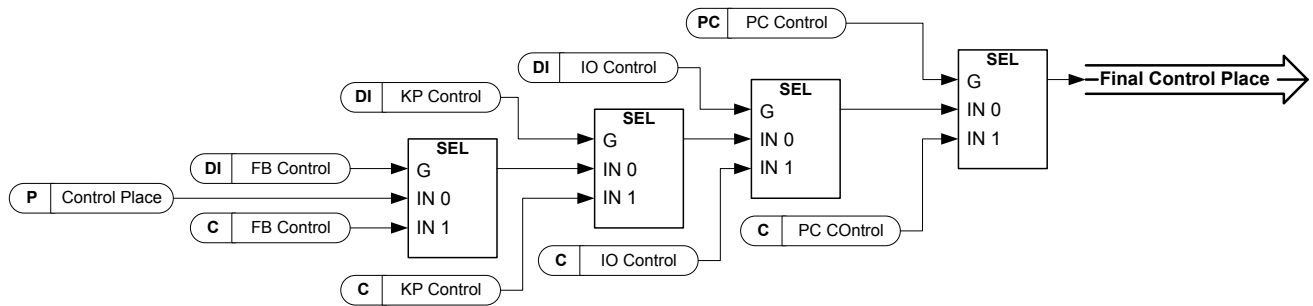 PC PC Control
SEL
DI IO Control
G
Final Control Place
SEL
DI KP Control
G
IN 0
SEL
IN 0
IN 1
G
SEL
DI FB Control
IN 0
IN 1
G
P Control Place
IN 0
IN 1
C FB Control
IN 1
C PC COntrol
C IO Control
C KP Control